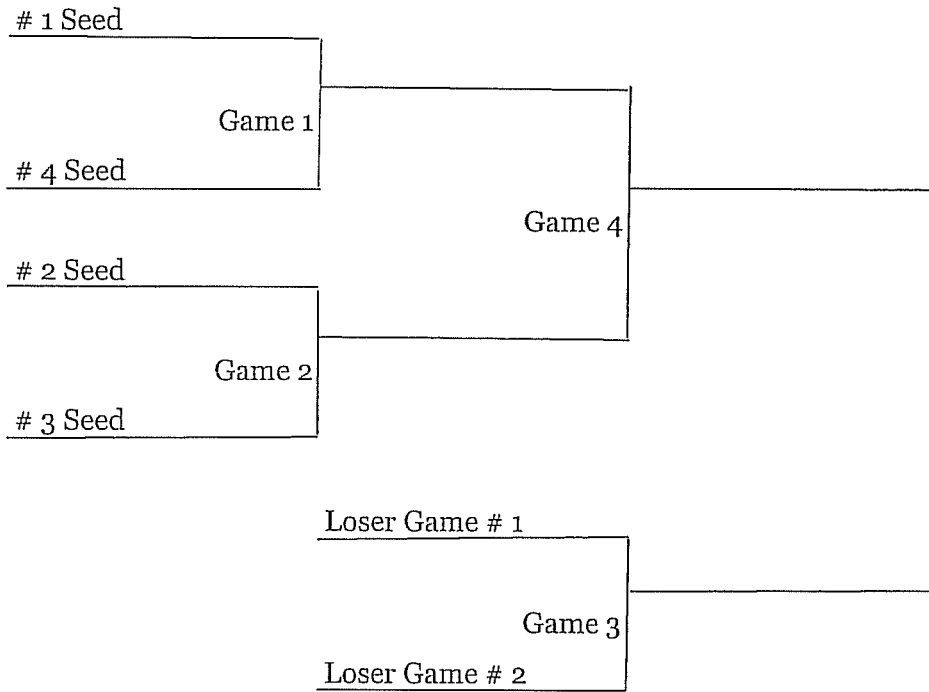 # 1 Seed
Game 1
# 4 Seed
Game 4
# 2 Seed
Game 2
# 3 Seed
Loser Game # 1
Game 3
Loser Game # 2